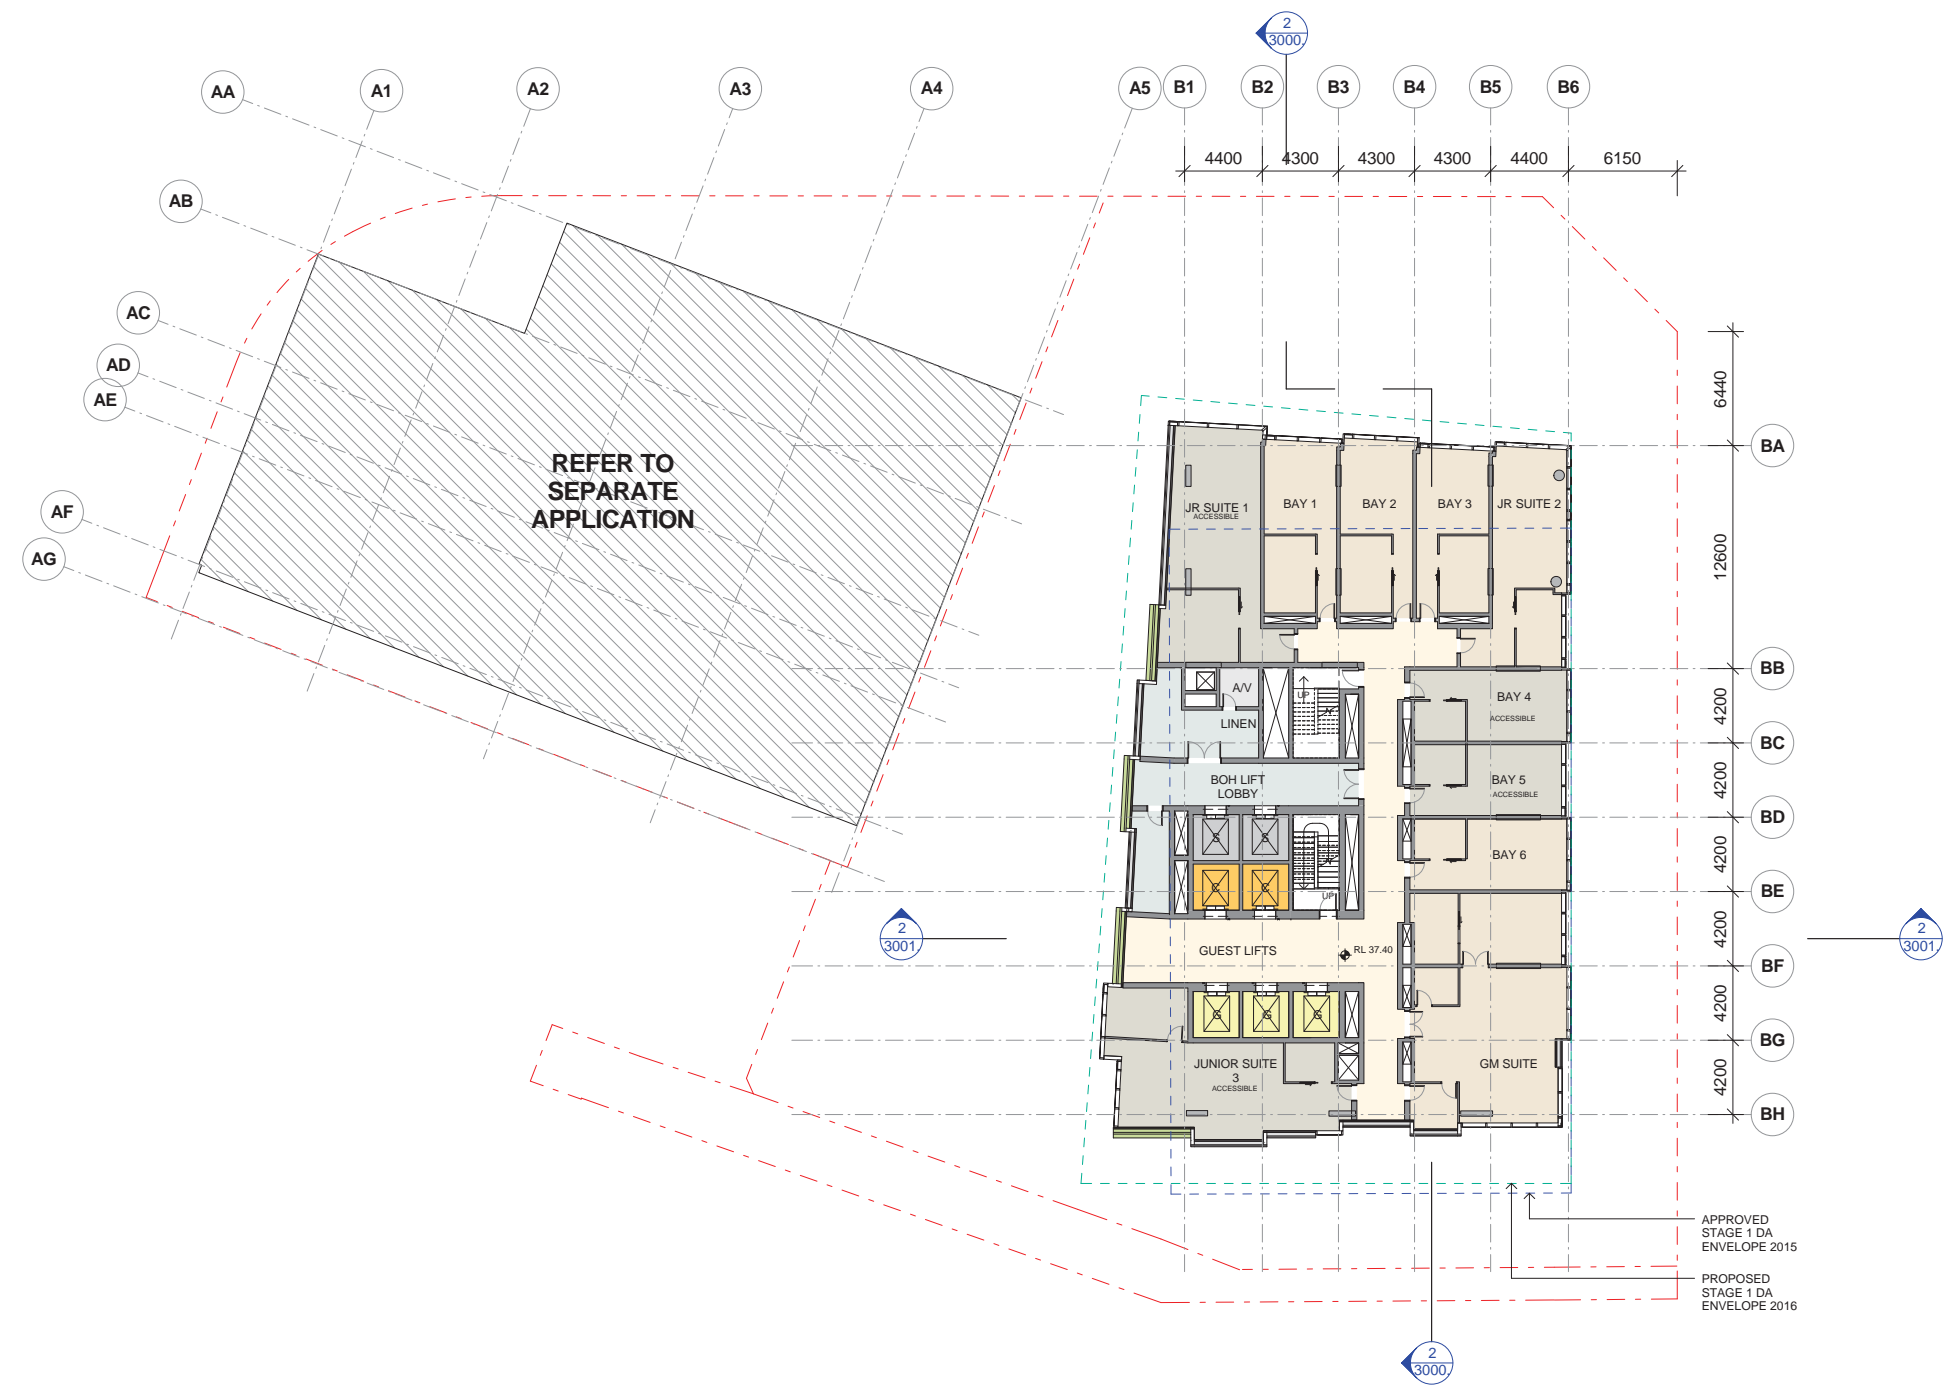 2
3000.
AA
A1
A2
A3
A4
A5
B1
B2
B3
B4
B5
B6
4400
4300
4300
4300
4400
6150
AB
AC
AD
AE
AF
AG
REFER TO
SEPARATE
APPLICATION
6440
BA
12600
BB
4200
BC
4200
BD
4200
BE
4200
BF
4200
BG
4200
BH
JR SUITE 1
ACCESSIBLE
BAY 1
BAY 2
BAY 3
JR SUITE 2
A/V
UP
LINEN
BAY 4
ACCESSIBLE
BOH LIFT
LOBBY
BAY 5
ACCESSIBLE
S
S
BAY 6
C
C
UP
2
3001.
GUEST LIFTS
RL 37.40
2
3001.
G
G
G
JUNIOR SUITE
3
ACCESSIBLE
GM SUITE
APPROVED
STAGE 1 DA
ENVELOPE 2015
PROPOSED
STAGE 1 DA
ENVELOPE 2016
2
3000.